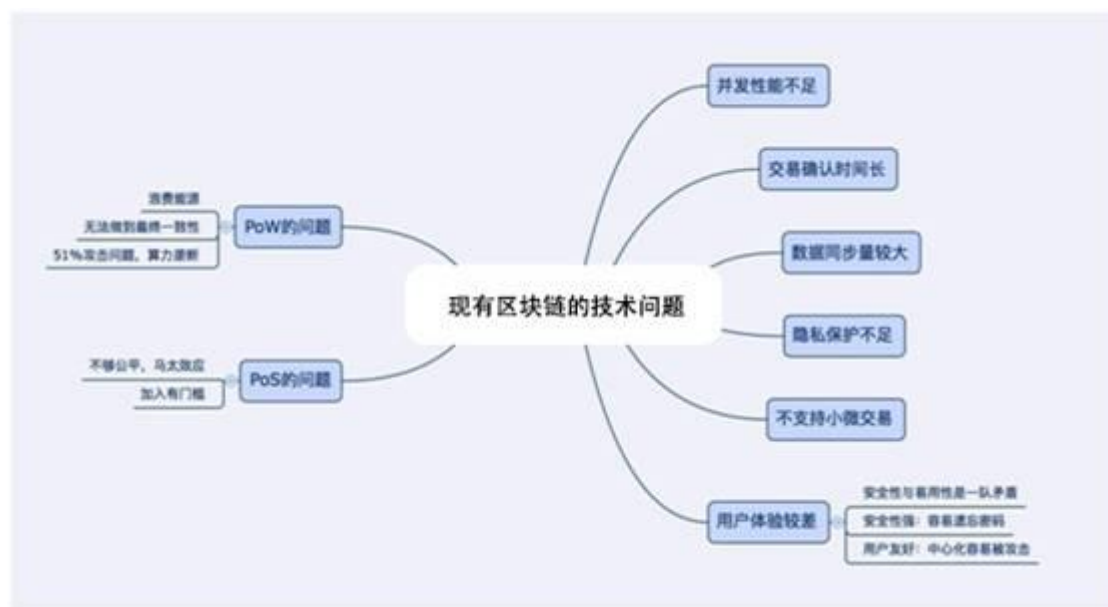 现有区块链的技术问题
并发性能不足
交易确认时间长
数据同步量较大
隐私保护不足
不支持小微交易
用户体验较差
安全性与易用性是一队矛盾
安全性强：容易遗忘密码
用户友好：中心化容易被攻击
PoW的问题
浪费能源
无法做到最终一致性
51%攻击问题，算力垄断
PoS的问题
不够公平，马太效应
加入有门槛